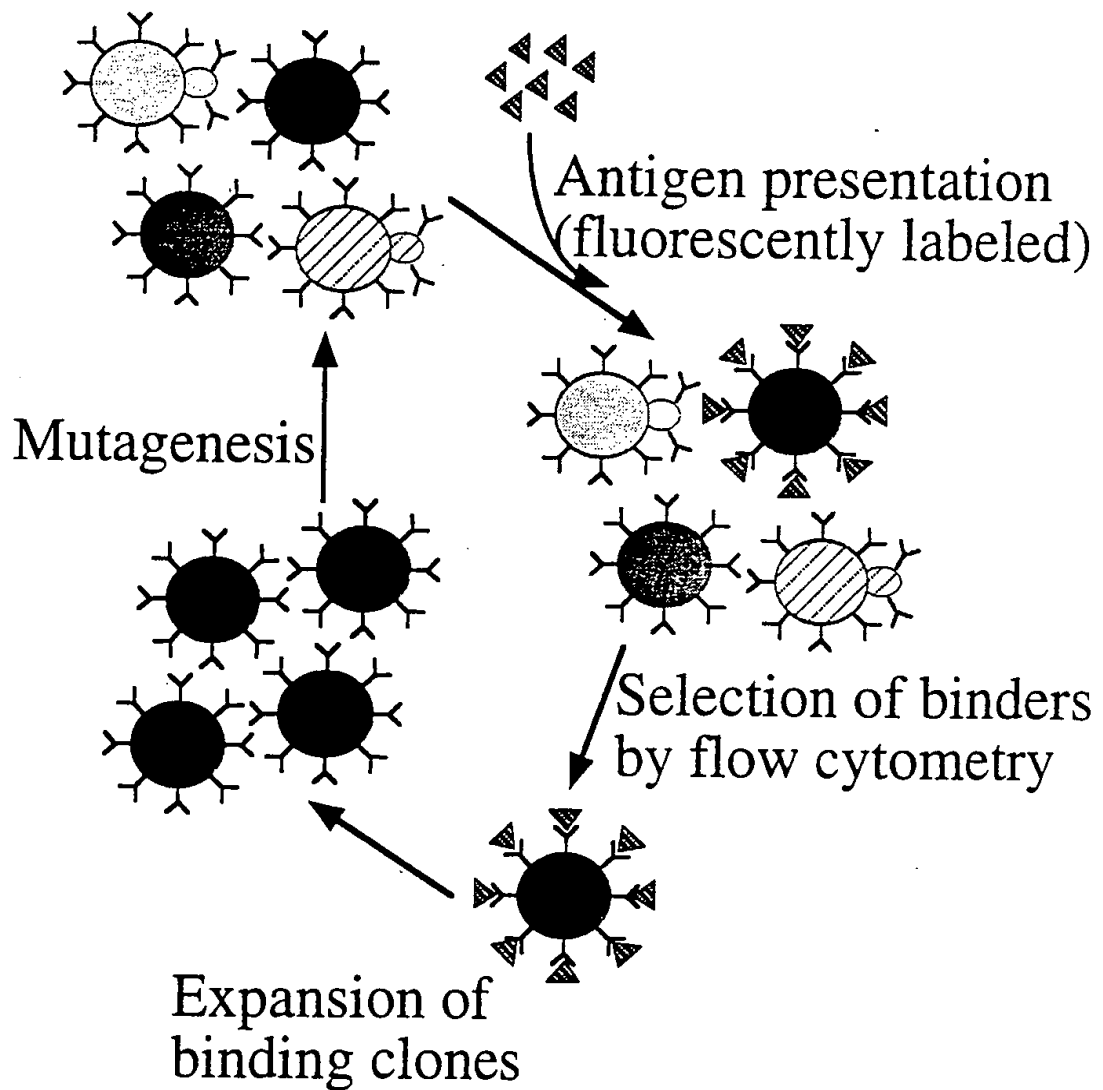 Antigen presentation
(fluorescently labeled)
Mutagenesis
Selection of binders
by flow cytometry
Expansion of
binding clones